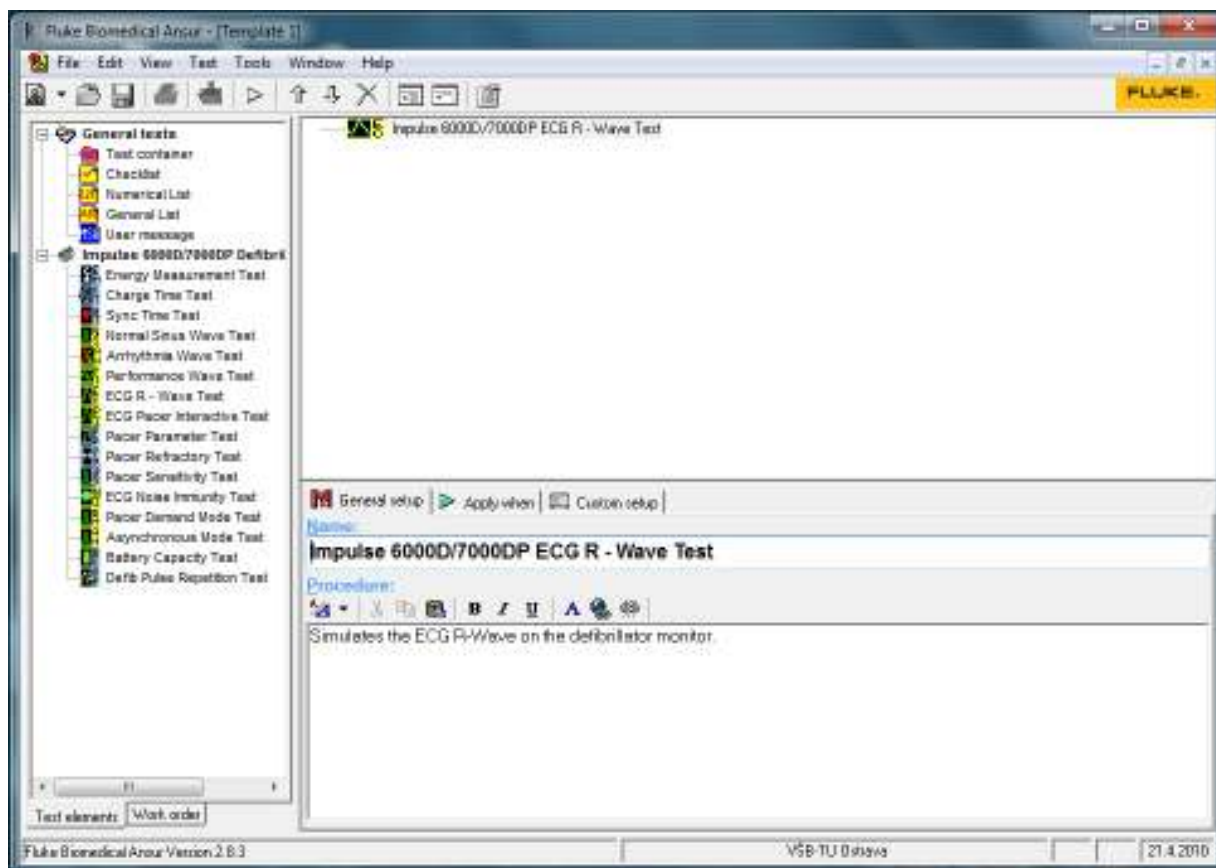 Fluke Biomedical Ansur - [Template 1]
File Edit View Test Tools Window Help
FLUKE.
General tests
Test container
Checklist
Numerical List
General List
User message
Impulse 6000D/7000DP Defibril
Energy Measurement Test
Charge Time Test
Sync Time Test
Normal Sinus Wave Test
Arrhythmia Wave Test
Performance Wave Test
ECG R - Wave Test
ECG Pacer Interactive Test
Pacer Parameter Test
Pacer Refractory Test
Pacer Sensitivity Test
ECG Noise Immunity Test
Pacer Demand Mode Test
Asynchronous Mode Test
Battery Capacity Test
Defib Pulse Repetition Test
Test elements Work order
Impulse 6000D/7000DP ECG R - Wave Test
General setup Apply when Custom setup
Name:
Impulse 6000D/7000DP ECG R - Wave Test
Procedure:
B I U A
Simulates the ECG R-Wave on the defibrillator monitor.
Fluke Biomedical Ansur Version 2.8.3 VŠB-TU Ostrava 21.4.2010